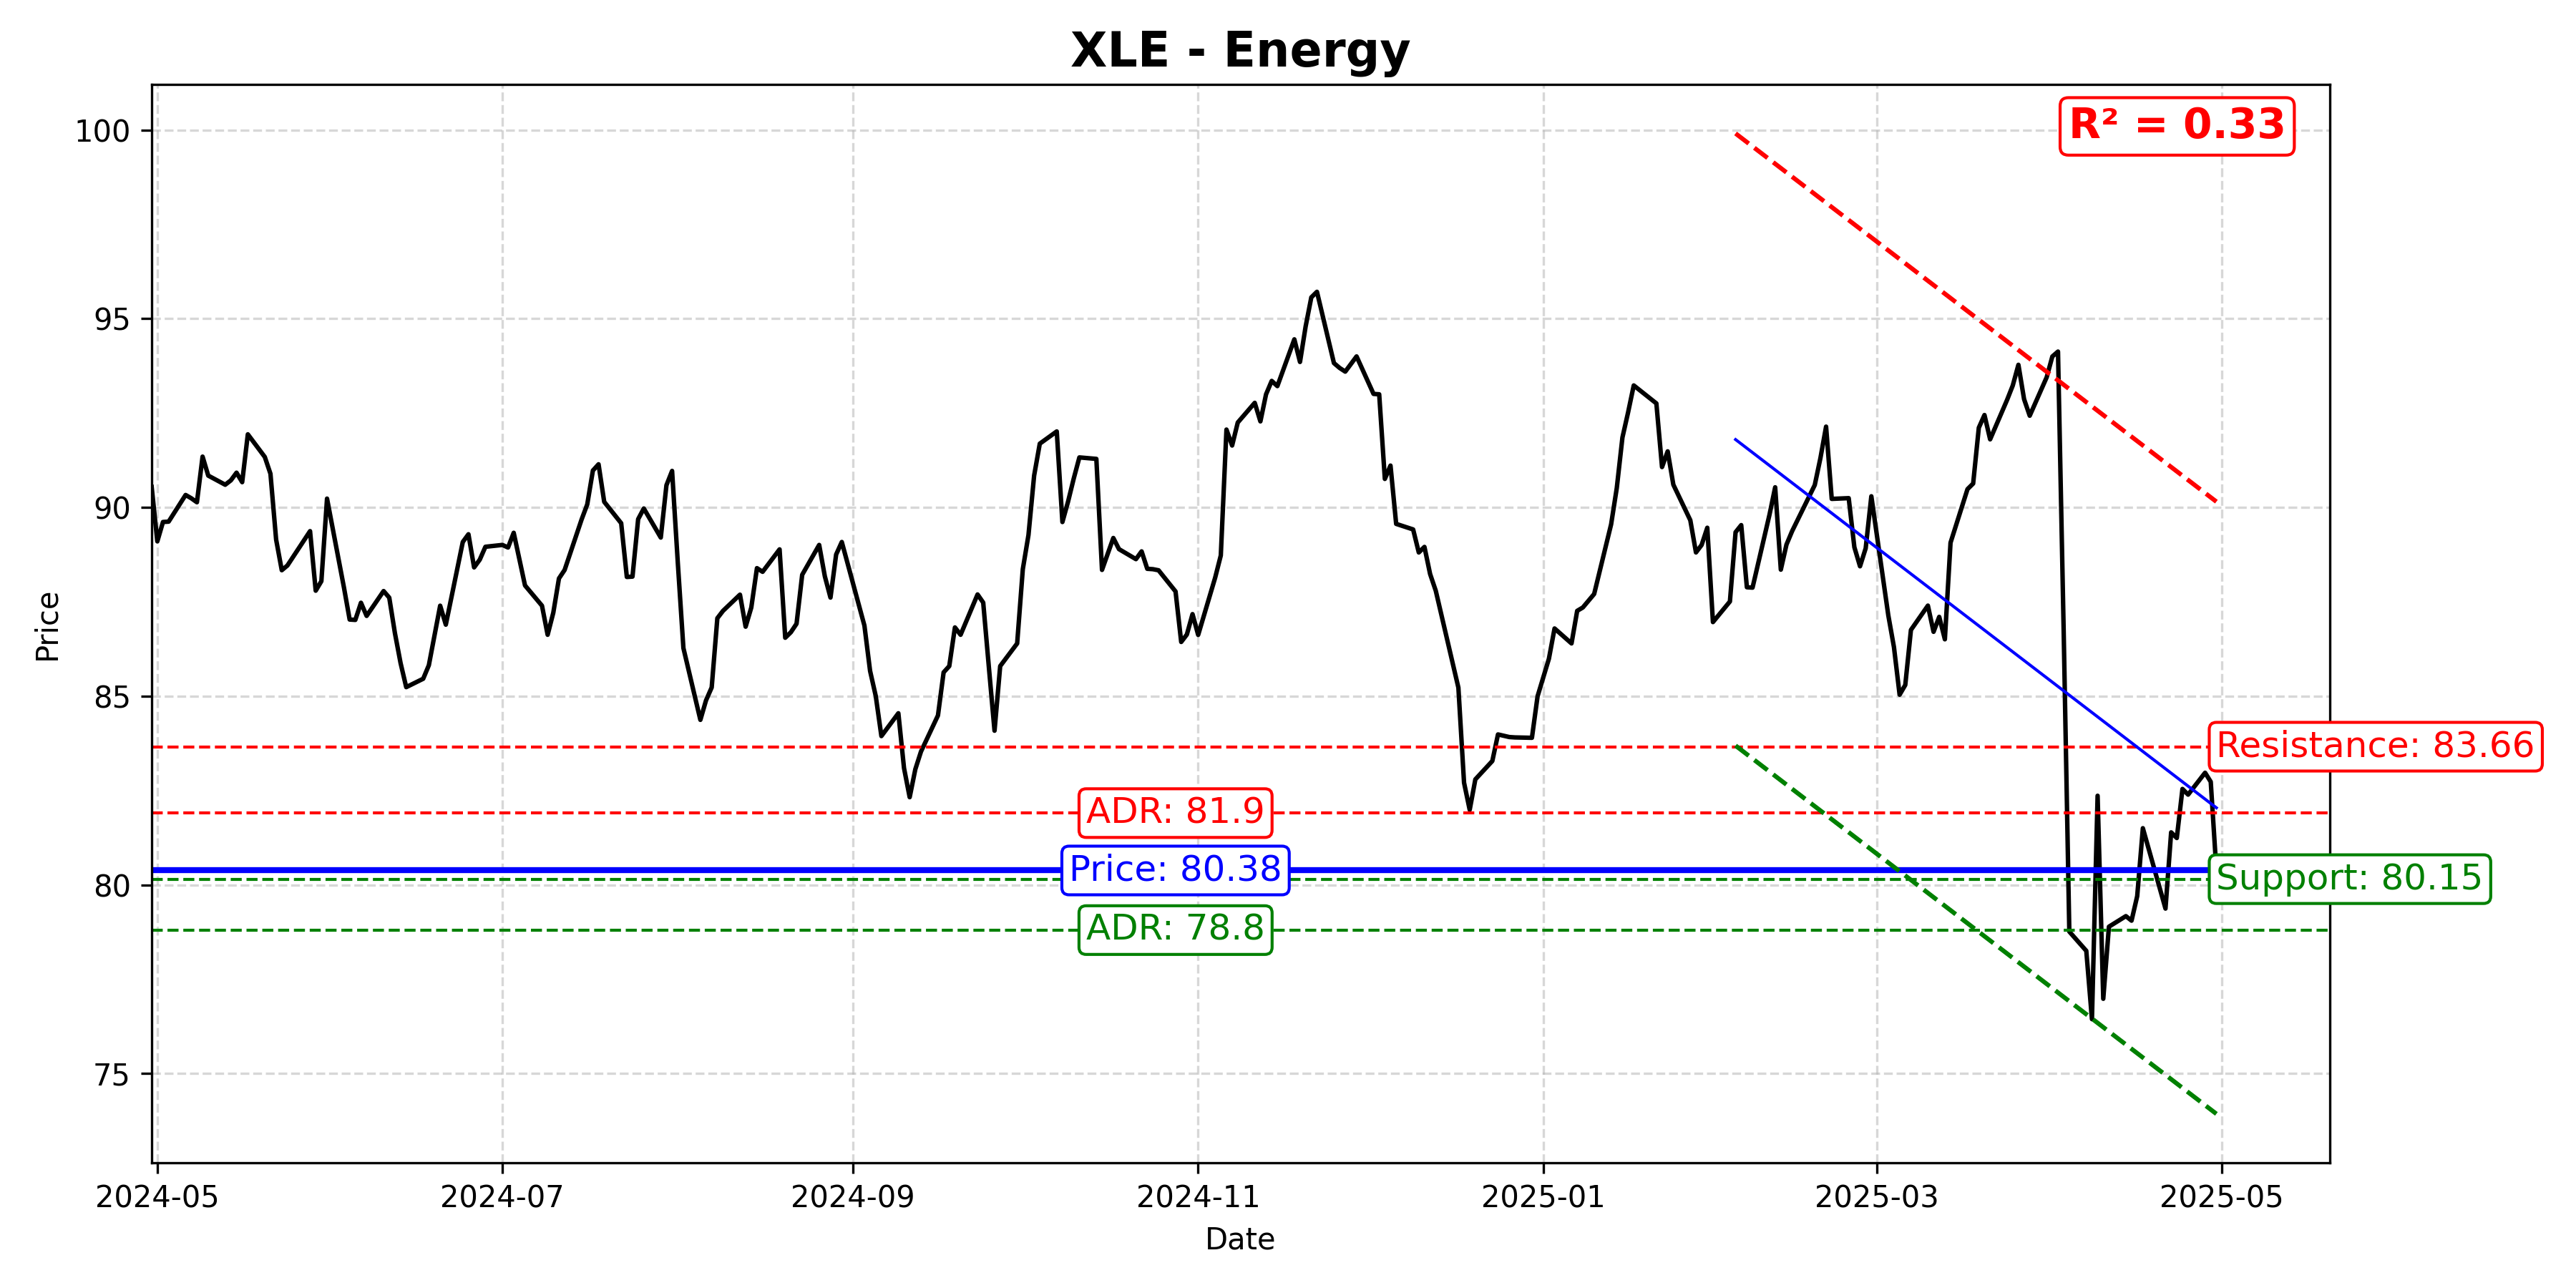 XLE - Energy
R² = 0.33
100
95
90
85
80
75
Price
Resistance: 83.66
ADR: 81.9
Price: 80.38
Support: 80.15
ADR: 78.8
2024-05
2024-07
2024-09
2024-11
2025-01
2025-03
2025-05
Date